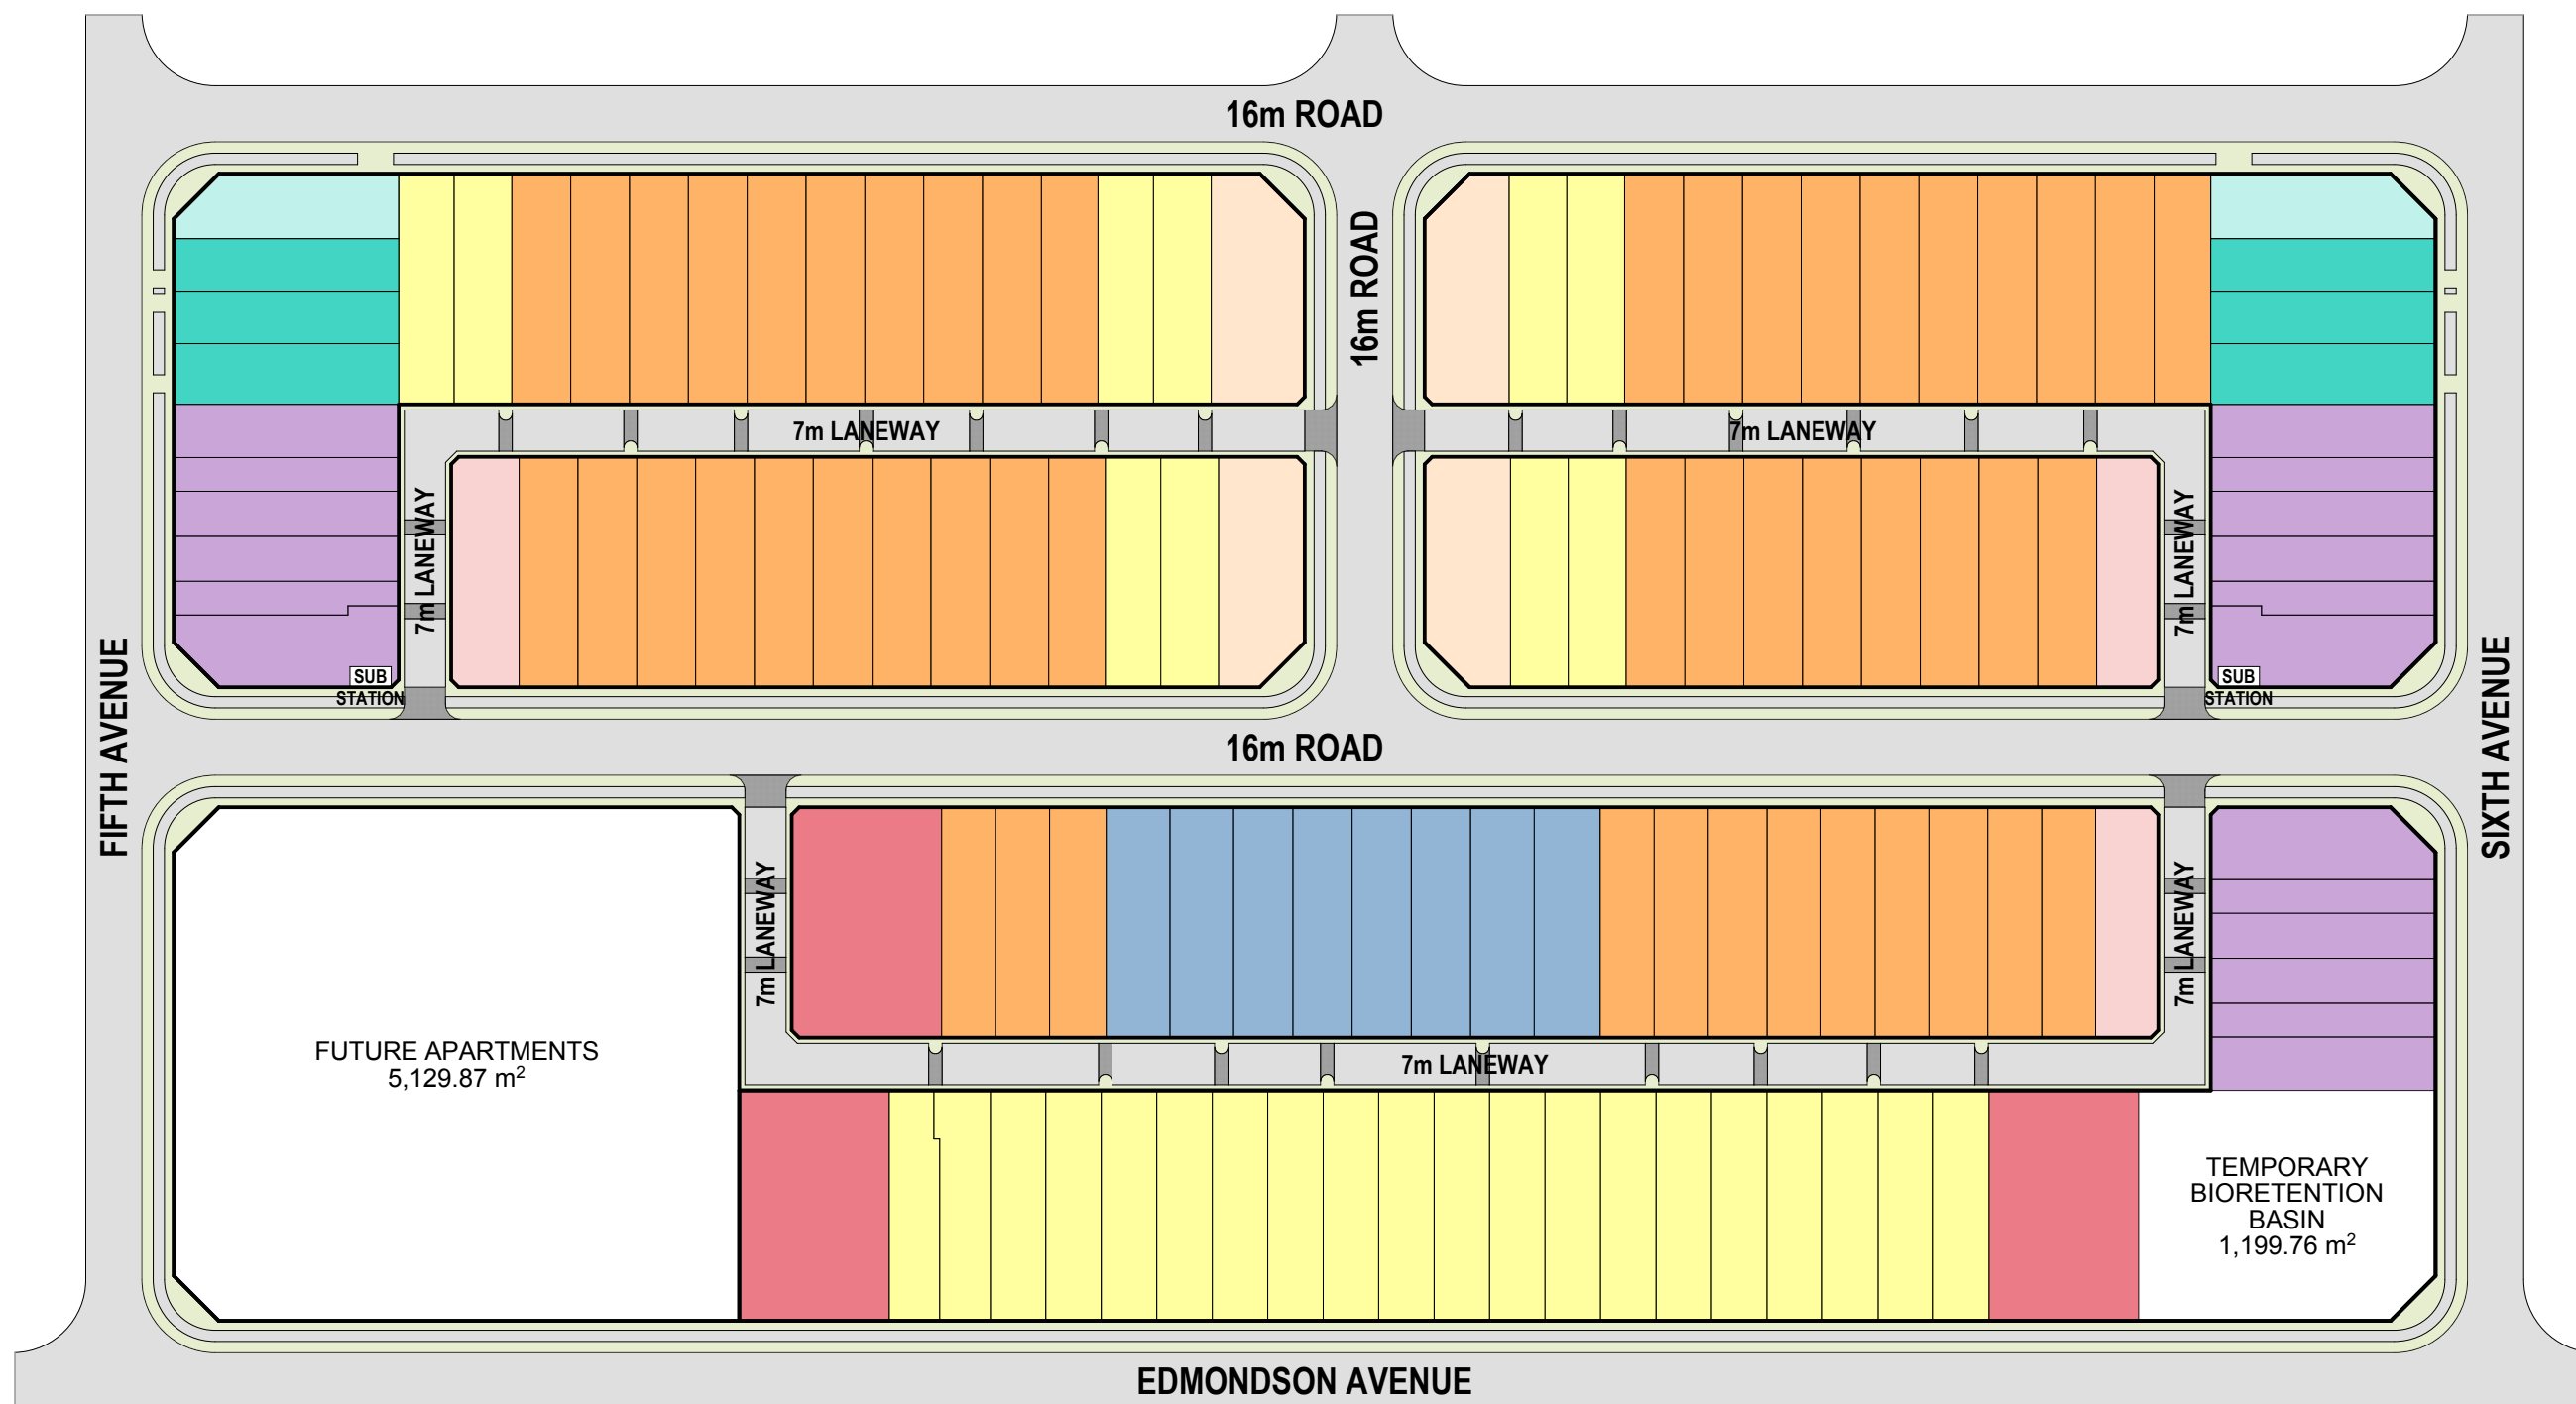 16m ROAD
16m ROAD
7m LANEWAY
7m LANEWAY
7m LANEWAY
7m LANEWAY
SUB
STATION
SUB
STATION
FIFTH AVENUE
16m ROAD
SIXTH AVENUE
7m LANEWAY
7m LANEWAY
FUTURE APARTMENTS
5,129.87 m²
7m LANEWAY
TEMPORARY
BIORETENTION
BASIN
1,199.76 m²
EDMONDSON AVENUE